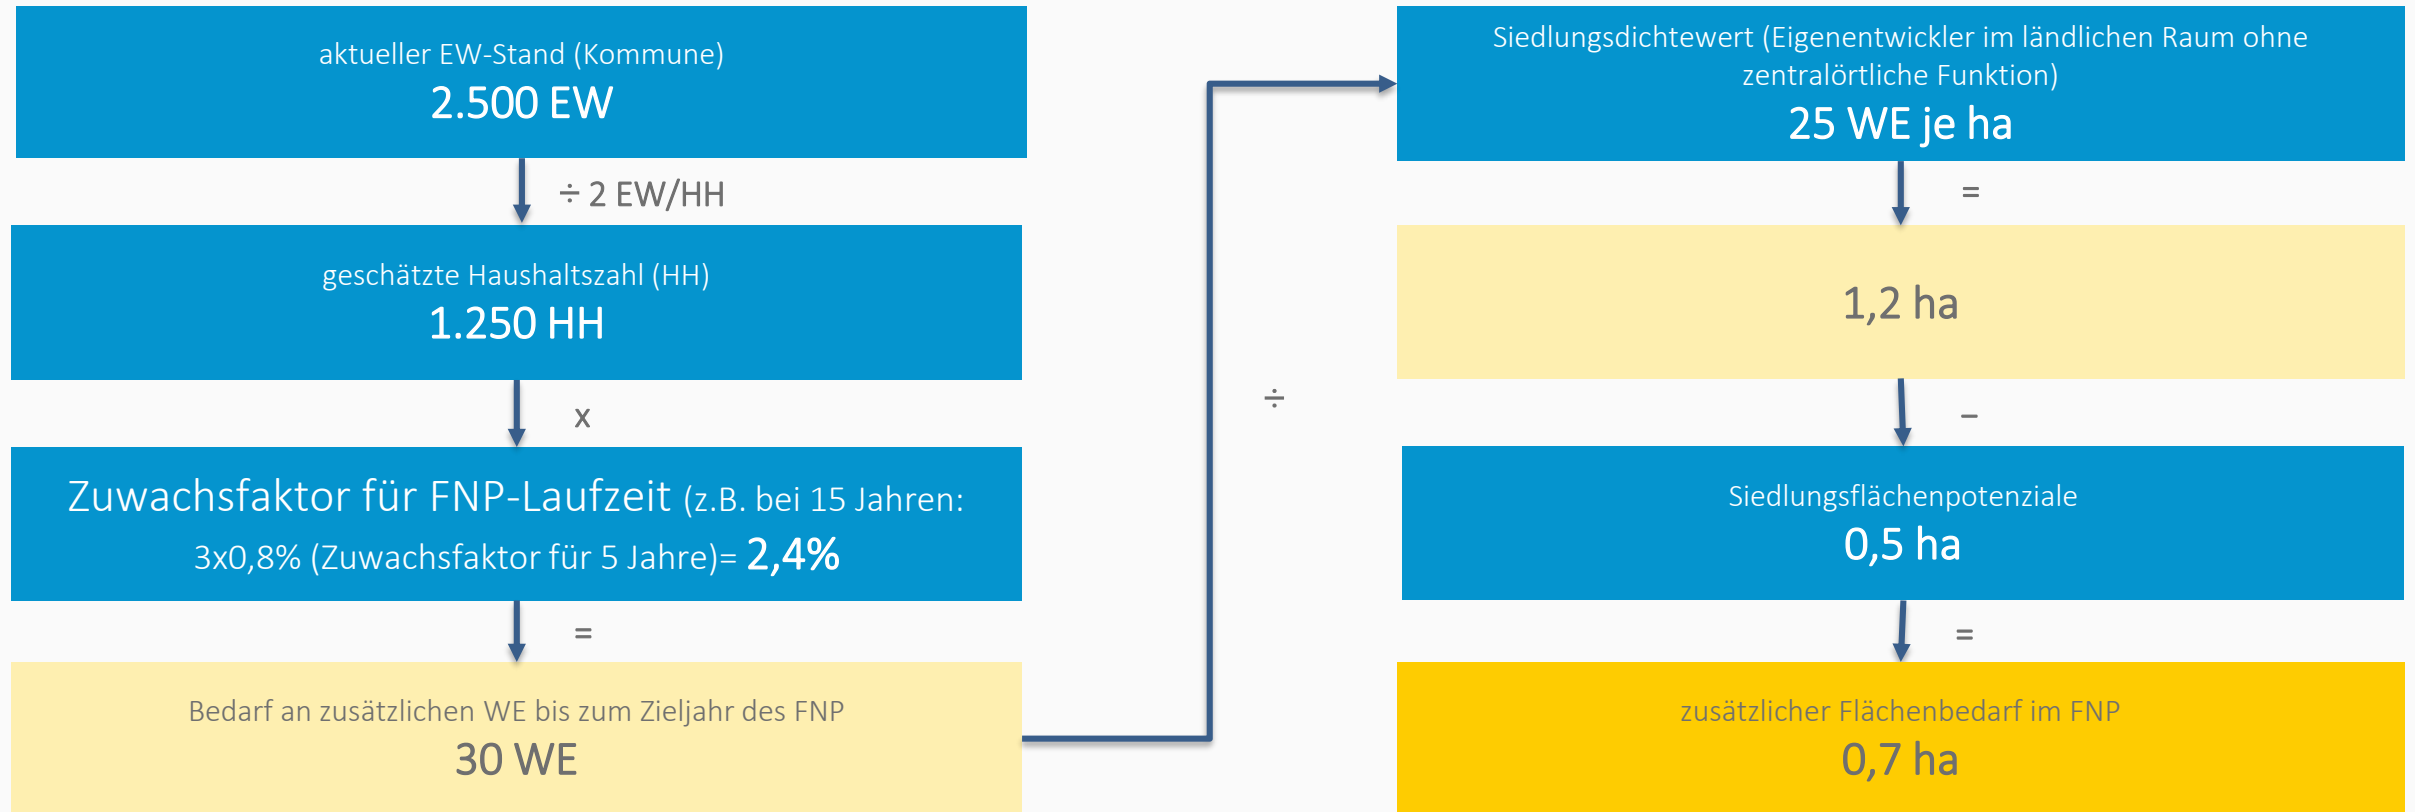 aktueller EW-Stand (Kommune)
2.500 EW
÷ 2 EW/HH
geschätzte Haushaltszahl (HH)
1.250 HH
x
Zuwachsfaktor für FNP-Laufzeit (z.B. bei 15 Jahren:
3x0,8% (Zuwachsfaktor für 5 Jahre)= 2,4%
=
Bedarf an zusätzlichen WE bis zum Zieljahr des FNP
30 WE
÷
Siedlungsdichtewert (Eigenentwickler im ländlichen Raum ohne
zentralörtliche Funktion)
25 WE je ha
=
1,2 ha
–
Siedlungsflächenpotenziale
0,5 ha
=
zusätzlicher Flächenbedarf im FNP
0,7 ha